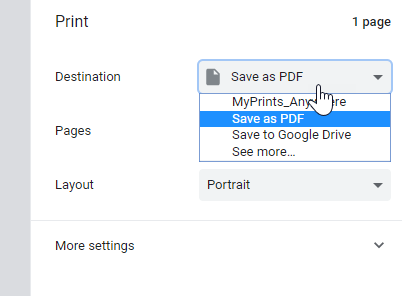 Print 1 page
Destination Save as PDF
MyPrints_Anywhere
Save as PDF
Pages
Save to Google Drive
See more...
Layout Portrait
More settings